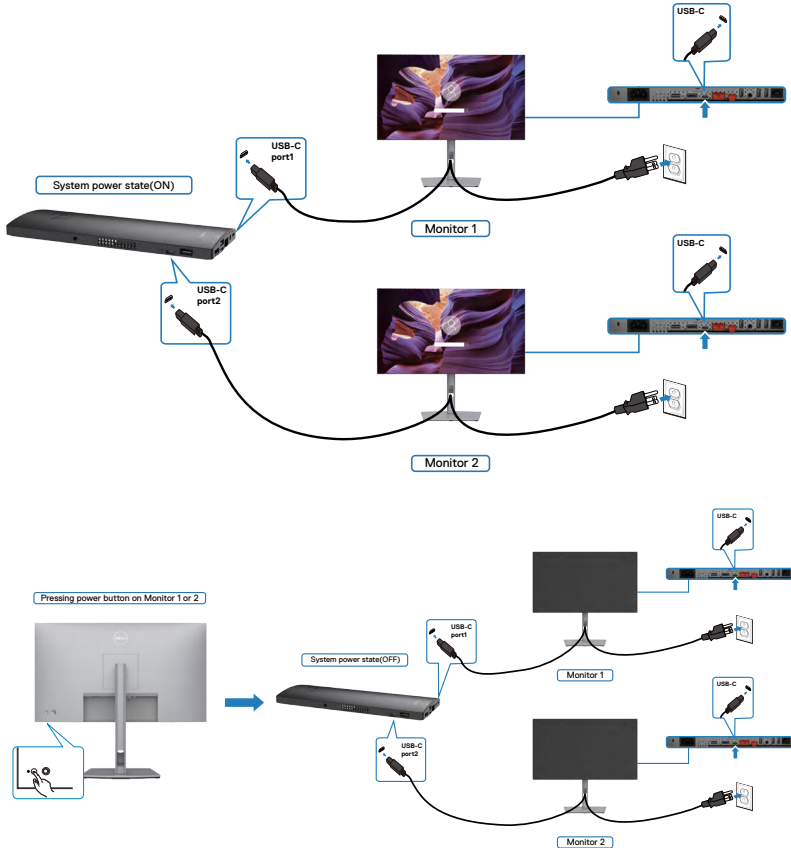 USB-C
USB-C
port1
System power state(ON)
Monitor 1
USB-C
USB-C
port2
Monitor 2
USB-C
Pressing power button on Monitor 1 or 2
USB-C
port1
System power state(OFF)
Monitor 1
USB-C
USB-C
port2
Monitor 2
DELL